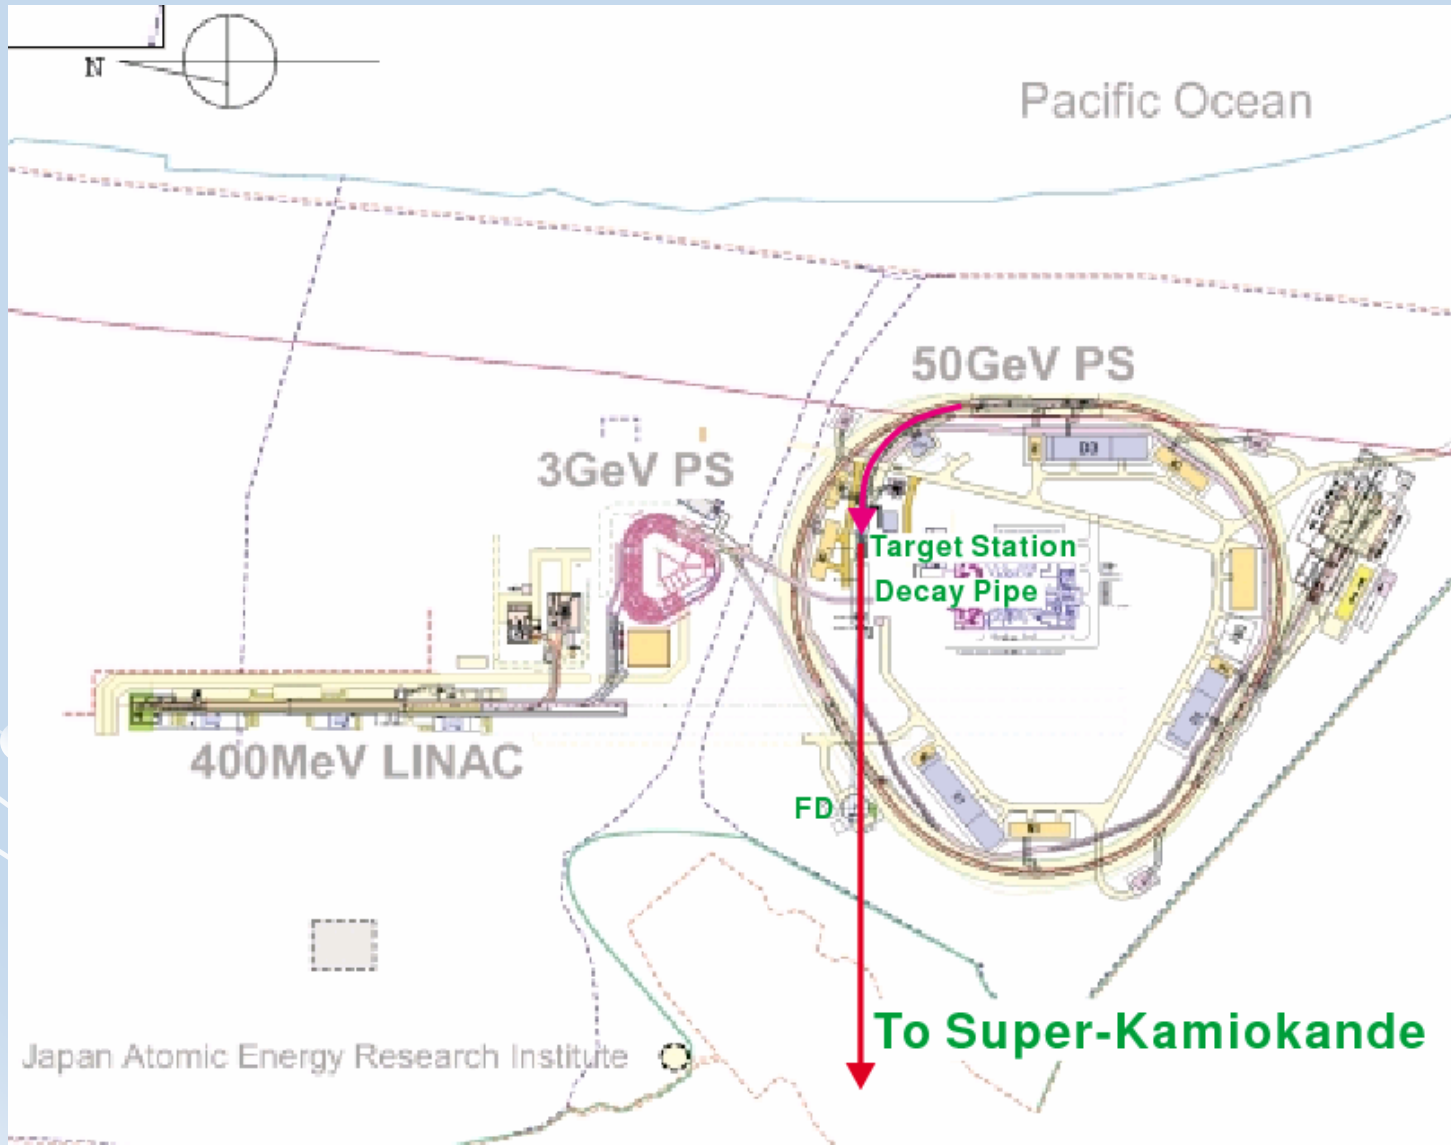 N
Pacific Ocean
50GeV PS
3GeV PS
Target Station
Decay Pipe
400MeV LINAC
FD
To Super-Kamiokande
Japan Atomic Energy Research Institute